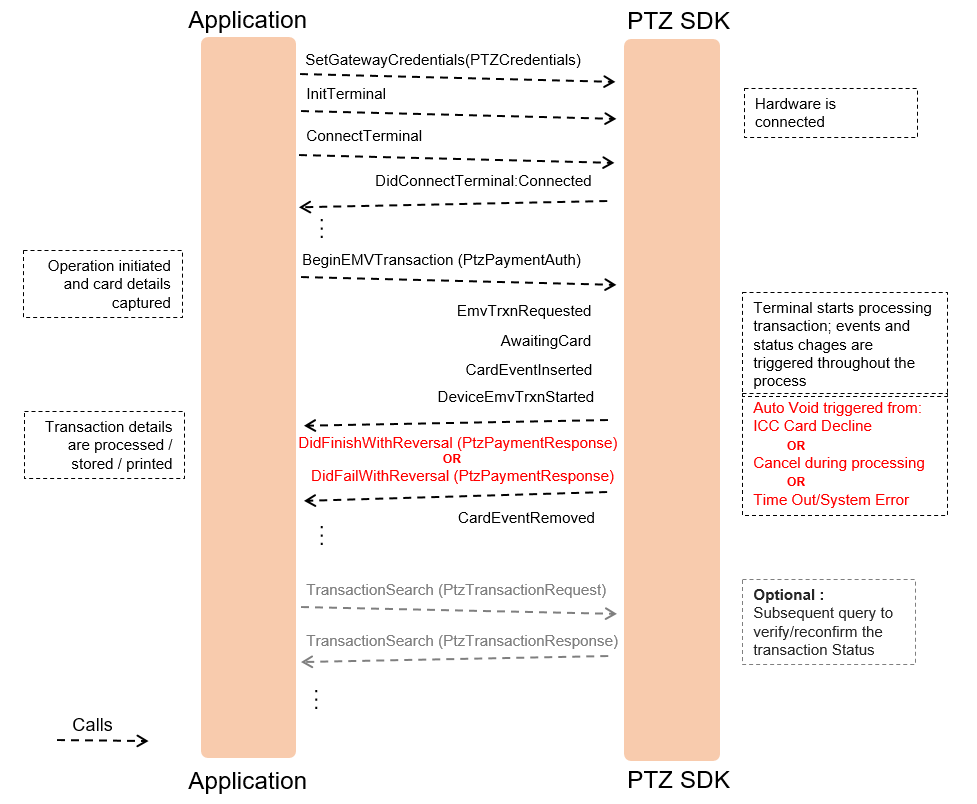 Application
PTZ SDK
SetGatewayCredentials(PTZCredentials)
InitTerminal
Hardware is
connected
ConnectTerminal
DidConnectTerminal:Connected
Operation initiated
and card details
captured
BeginEMVTransaction (PtzPaymentAuth)
EmvTrxnRequested
AwaitingCard
CardEventInserted
DeviceEmvTrxnStarted
Terminal starts processing
transaction; events and
status chages are
triggered throughout the
process
Transaction details
are processed /
stored / printed
DidFinishWithReversal (PtzPaymentResponse)
OR
DidFailWithReversal (PtzPaymentResponse)
Auto Void triggered from:
ICC Card Decline
OR
Cancel during processing
OR
Time Out/System Error
CardEventRemoved
TransactionSearch (PtzTransactionRequest)
TransactionSearch (PtzTransactionResponse)
Optional :
Subsequent query to
verify/reconfirm the
transaction Status
Calls
Application
PTZ SDK